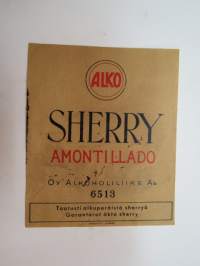 ALKO
SHERRY
AMONTILLADO
OY ALKOHOLILIIKE AB
6513
Taatusti alkuperäistä sherryä
Garanterat äkta sherry